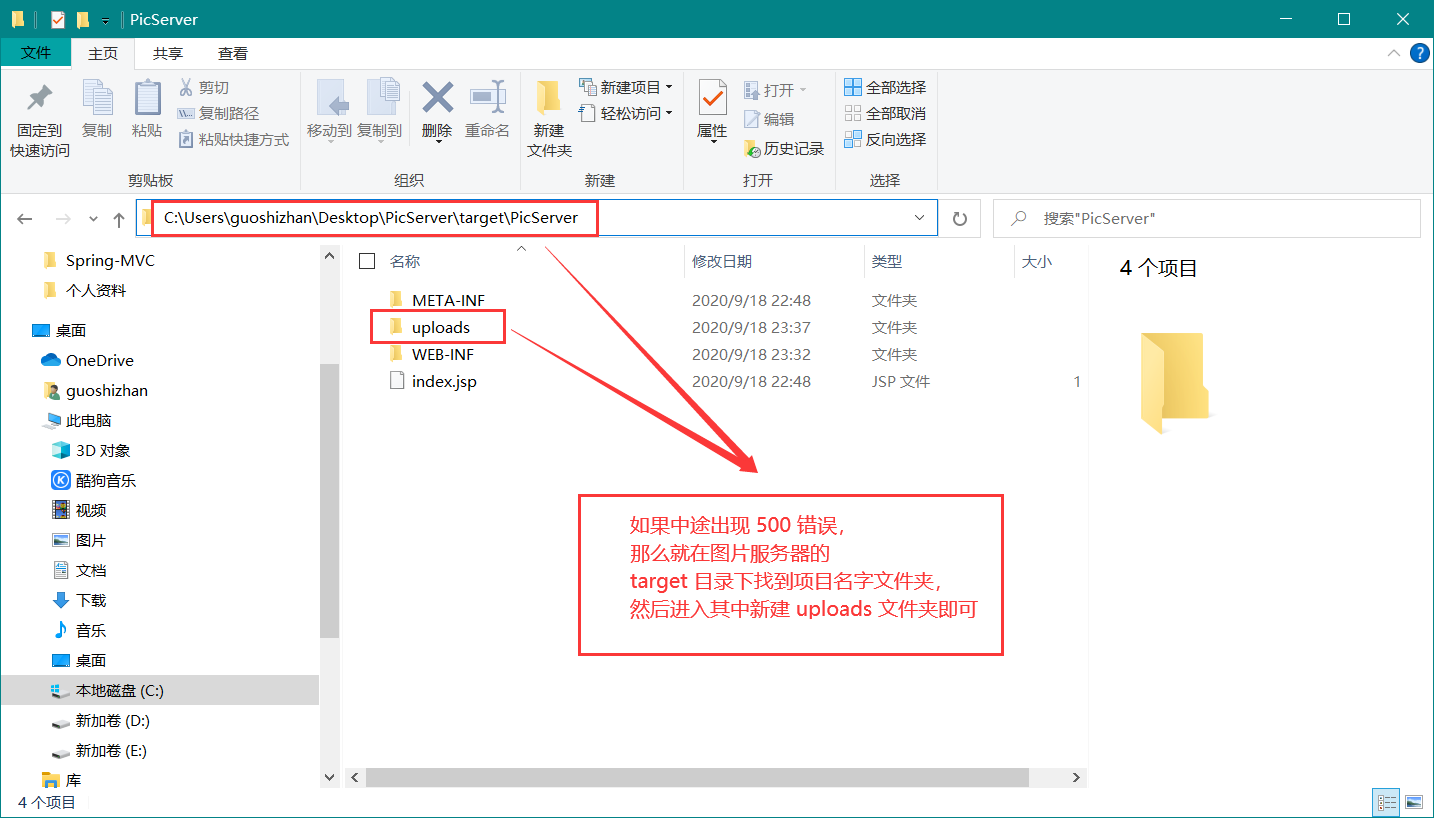 PicServer
文件 主页 共享 查看
固定到
快速访问
复制
粘贴
剪切
复制路径
粘贴快捷方式
剪贴板
移动到 复制到 删除 重命名
组织
新建
文件夹
新建项目
轻松访问
新建
属性
打开
编辑
历史记录
打开
全部选择
全部取消
反向选择
选择
C:\Users\guoshizhan\Desktop\PicServer\target\PicServer
搜索"PicServer"
Spring-MVC
个人资料
桌面
OneDrive
guoshizhan
此电脑
3D 对象
酷狗音乐
视频
图片
文档
下载
音乐
桌面
本地磁盘 (C:)
新加卷 (D:)
新加卷 (E:)
库
名称 修改日期 类型 大小
META-INF 2020/9/18 22:48 文件夹
uploads 2020/9/18 23:37 文件夹
WEB-INF 2020/9/18 23:32 文件夹
index.jsp 2020/9/18 22:48 JSP 文件 1
4 个项目
如果中途出现 500 错误，
那么就在图片服务器的
target 目录下找到项目名字文件夹，
然后进入其中新建 uploads 文件夹即可
4 个项目